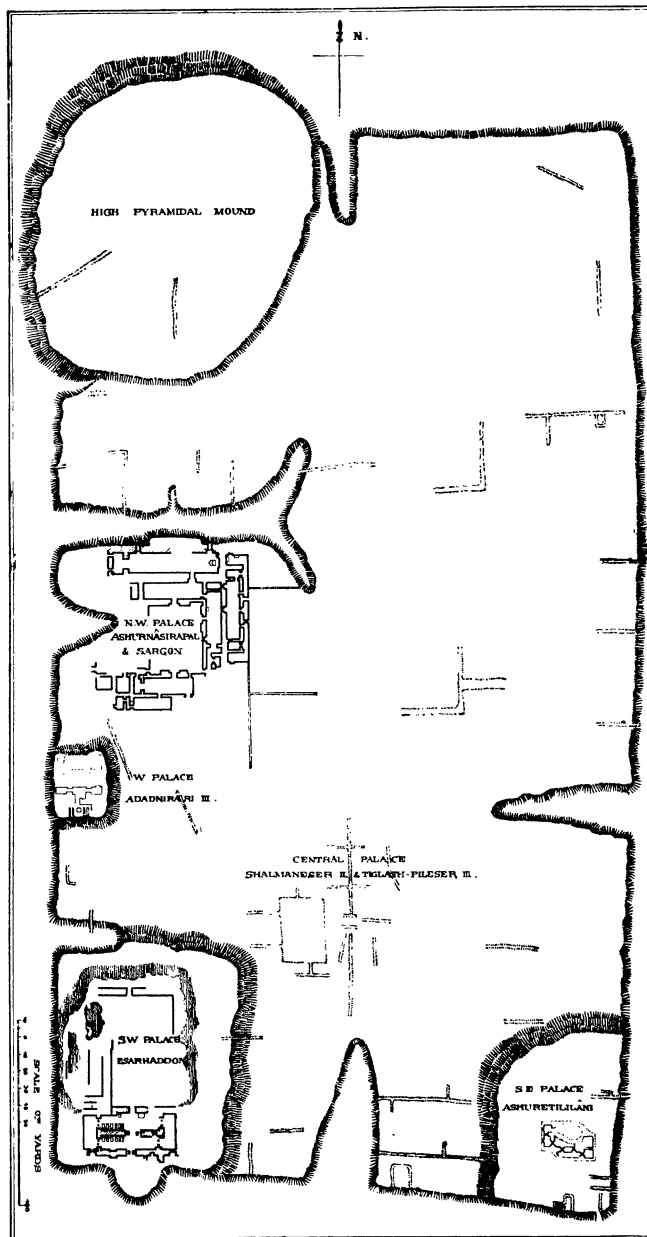 N.
HIGH PYRAMIDAL MOUND
N.W. PALACE
ASHURNÂSIRAPAL
& SARGON
W PALACE
ADADNIRARI III.
CENTRAL PALACE
SHALMANESER II. & TIGLATH-PILESER III.
S.W. PALACE
ESARHADDON
S E PALACE
ASHURETILILÂNI
SCALE OF YARDS